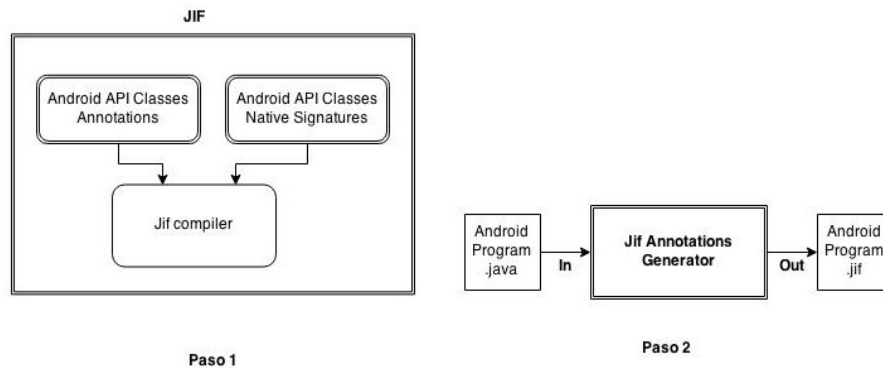 JIF
Android API Classes
Annotations
Android API Classes
Native Signatures
Jif compiler
Paso 1
Android
Program
.java
In
Jif Annotations
Generator
Out
Android
Program
.jif
Paso 2